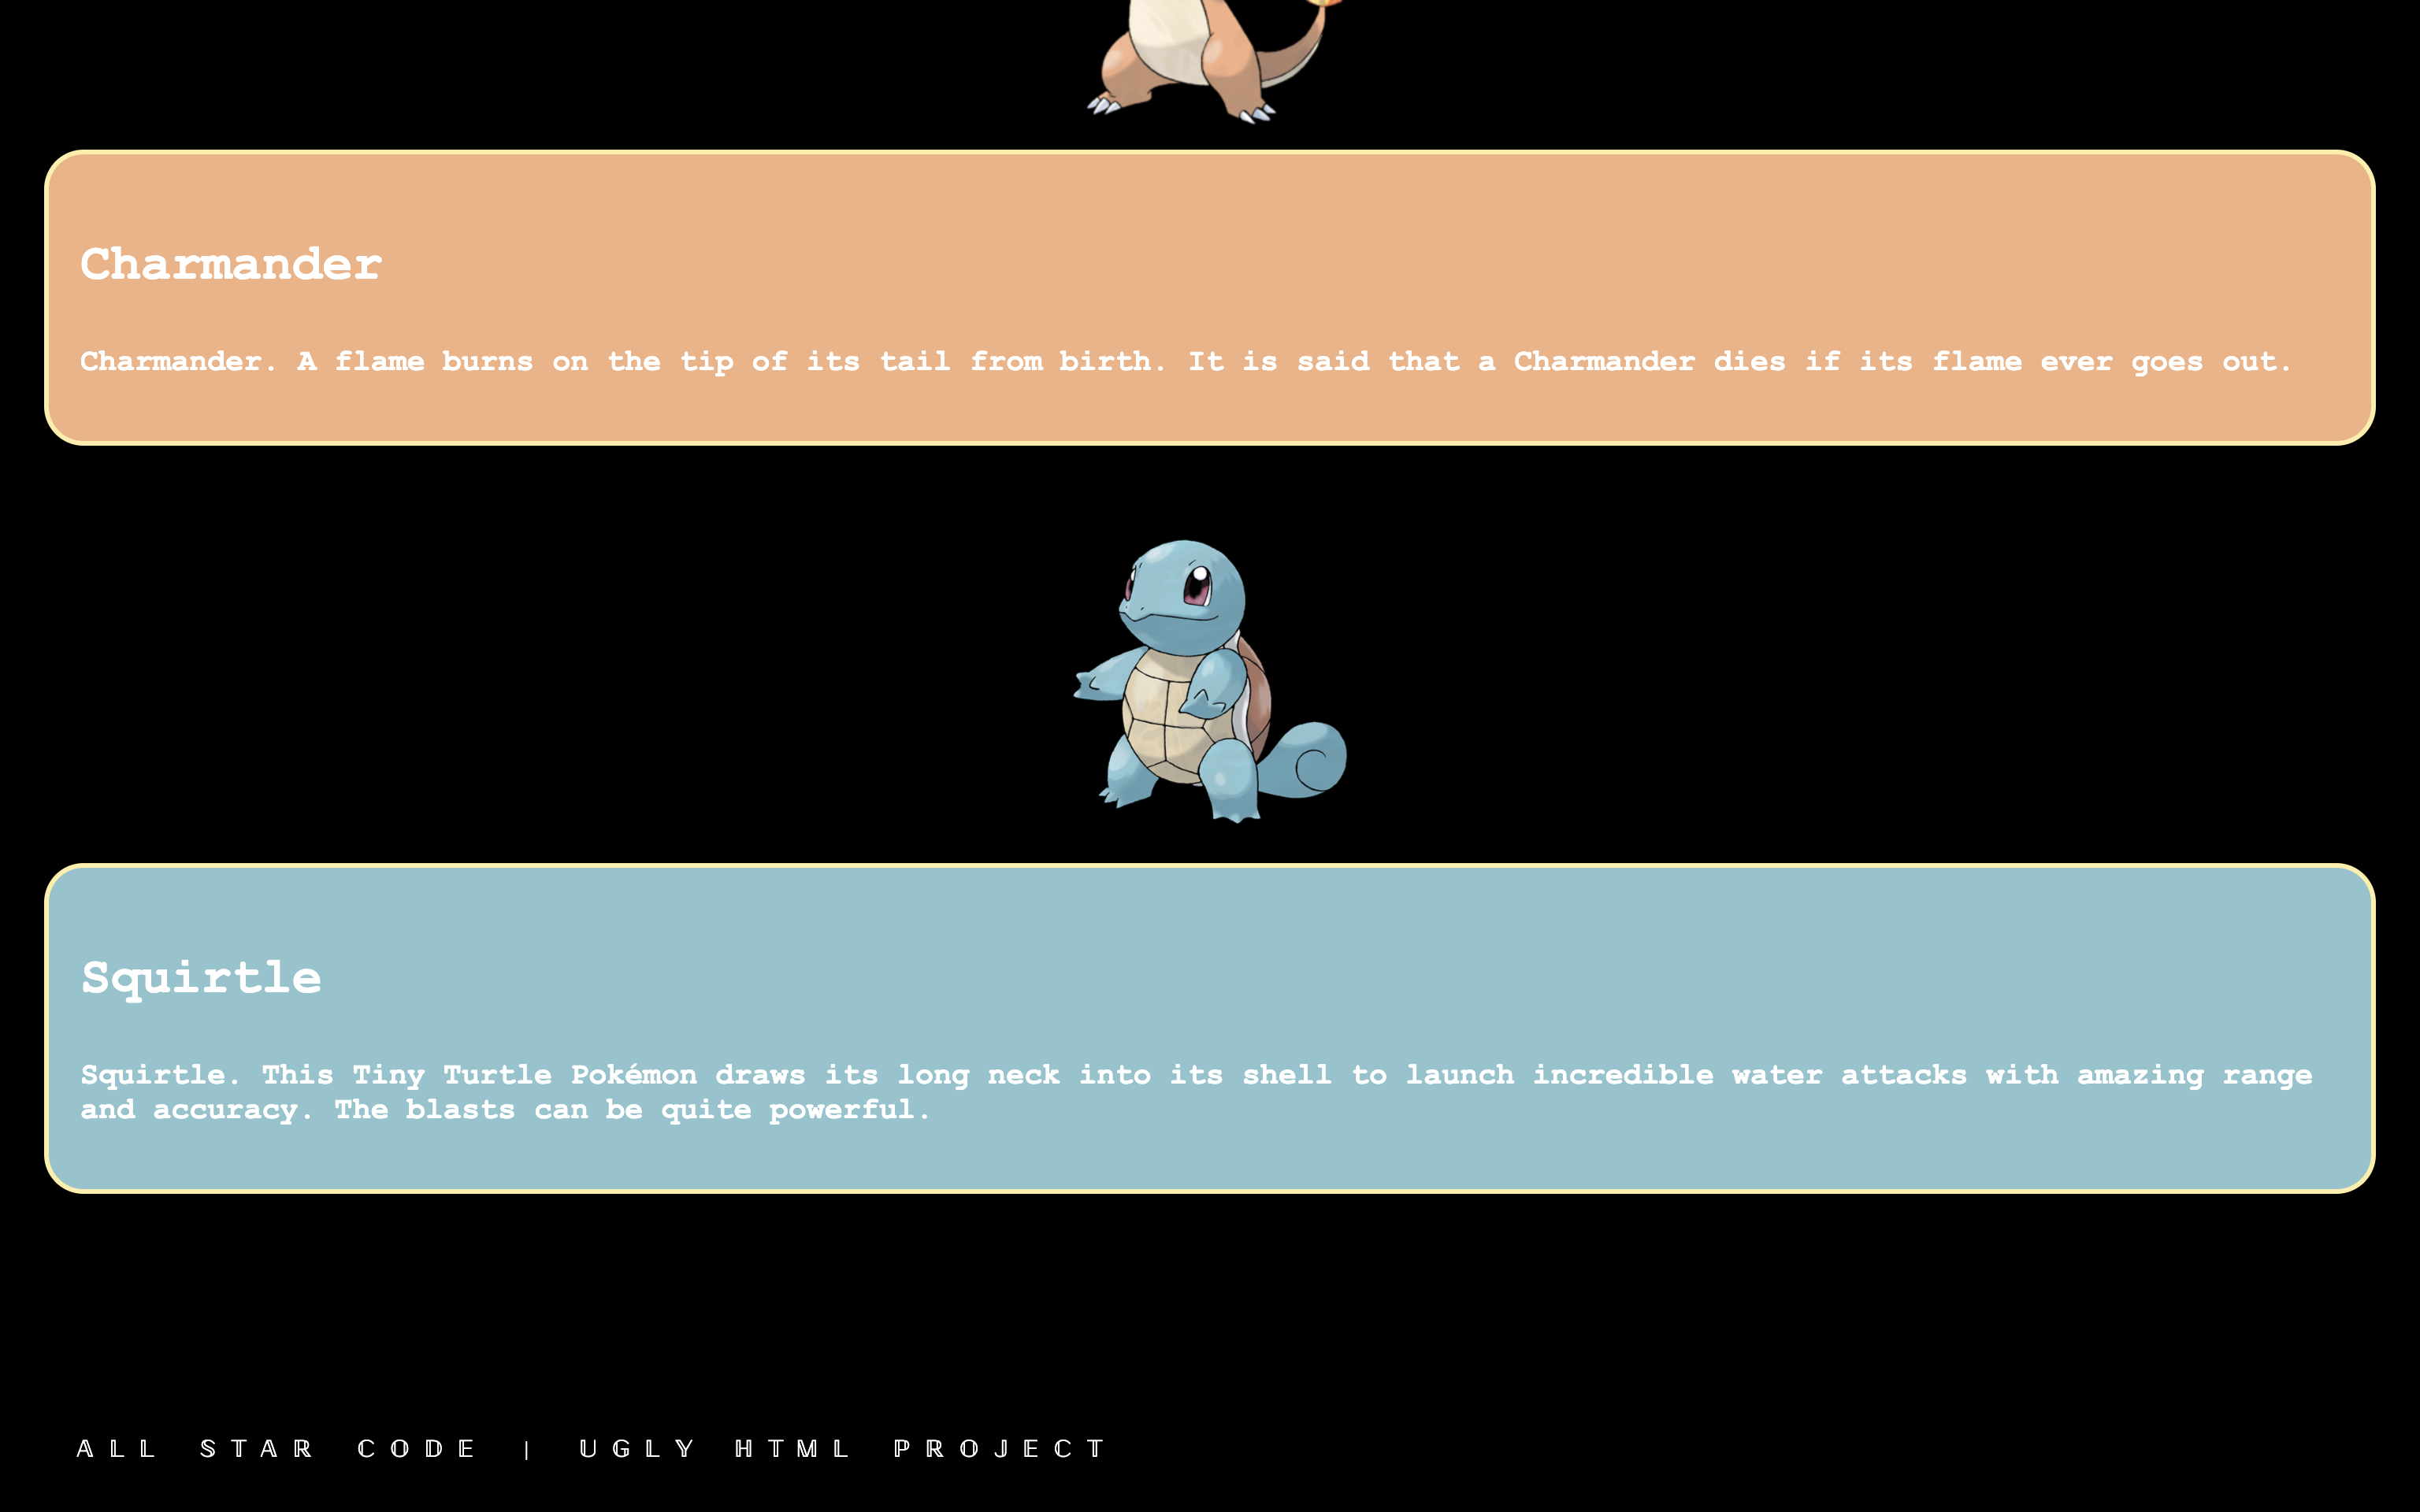 Charmander
Charmander. A flame burns on the tip of its tail from birth. It is said that a Charmander dies if its flame ever goes out.
Squirtle
Squirtle. This Tiny Turtle Pokémon draws its long neck into its shell to launch incredible water attacks with amazing range
and accuracy. The blasts can be quite powerful.
𝔸𝕃𝕃 𝕊𝕋𝔸ℝ ℂ𝕆𝔻𝔼 | 𝕌𝔾𝕃𝕐 ℍ𝕋𝕄𝕃 ℙℝ𝕆𝕁𝔼ℂ𝕋